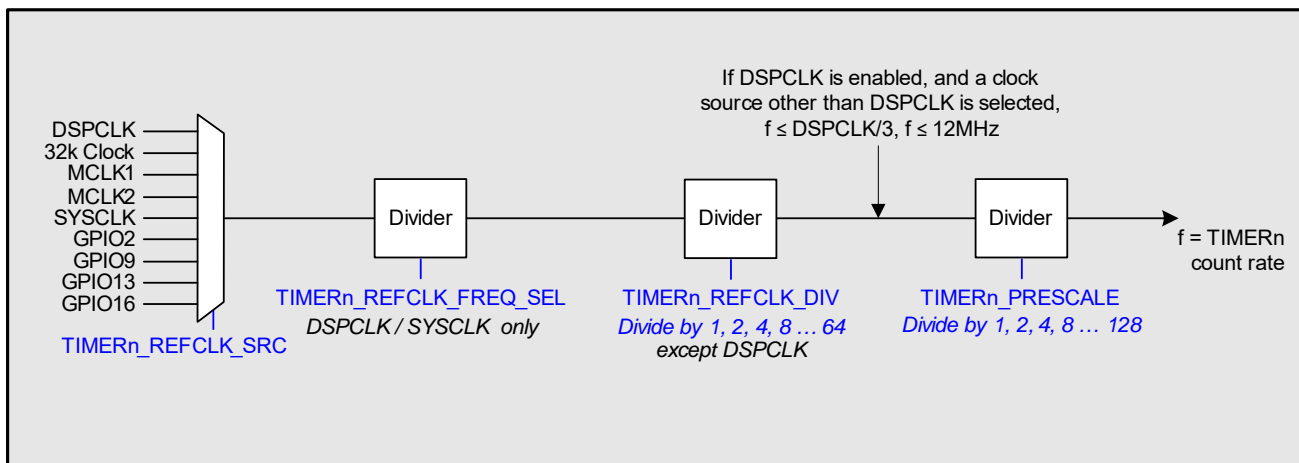 If DSPCLK is enabled, and a clock
source other than DSPCLK is selected,
f ≤ DSPCLK/3, f ≤ 12MHz
DSPCLK
32k Clock
MCLK1
MCLK2
SYSCLK
GPIO2
GPIO9
GPIO13
GPIO16
TIMERn_REFCLK_SRC
Divider
TIMERn_REFCLK_FREQ_SEL
DSPCLK / SYSCLK only
Divider
TIMERn_REFCLK_DIV
Divide by 1, 2, 4, 8 … 64
except DSPCLK
Divider
TIMERn_PRESCALE
Divide by 1, 2, 4, 8 … 128
f = TIMERn
count rate